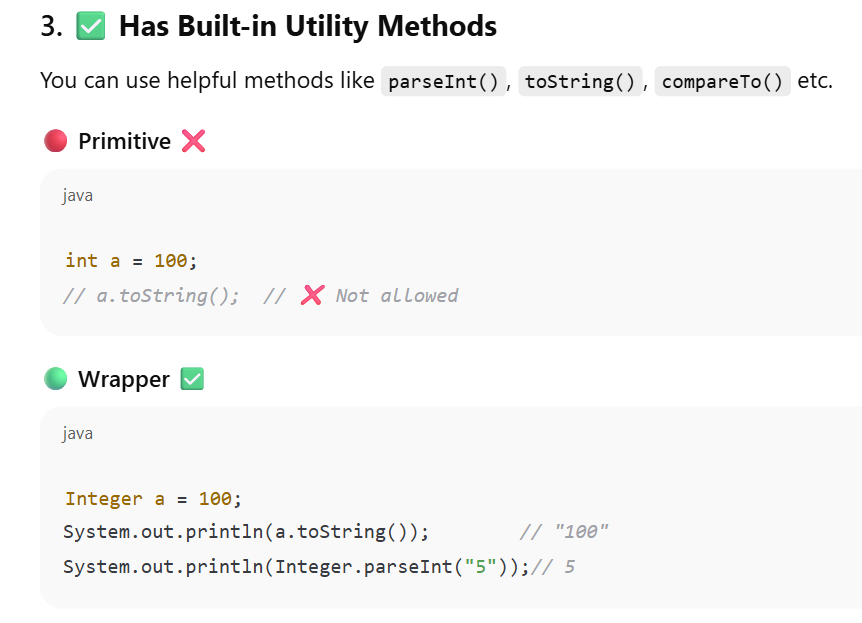 3. ✅ Has Built-in Utility Methods
You can use helpful methods like parseInt(), toString(), compareTo() etc.
🔴 Primitive ❌
java
int a = 100;
// a.toString();  // ❌ Not allowed
🟢 Wrapper ✅
java
Integer a = 100;
System.out.println(a.toString());        // "100"
System.out.println(Integer.parseInt("5"));// 5